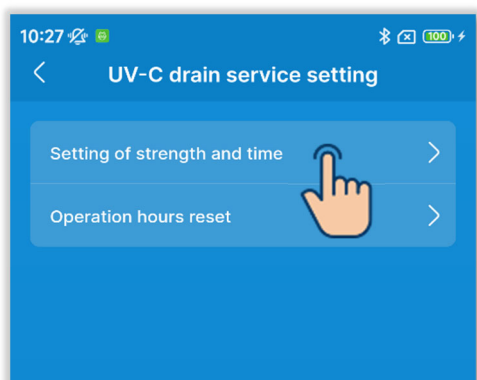 10:27
100
UV-C drain service setting
Setting of strength and time
Operation hours reset